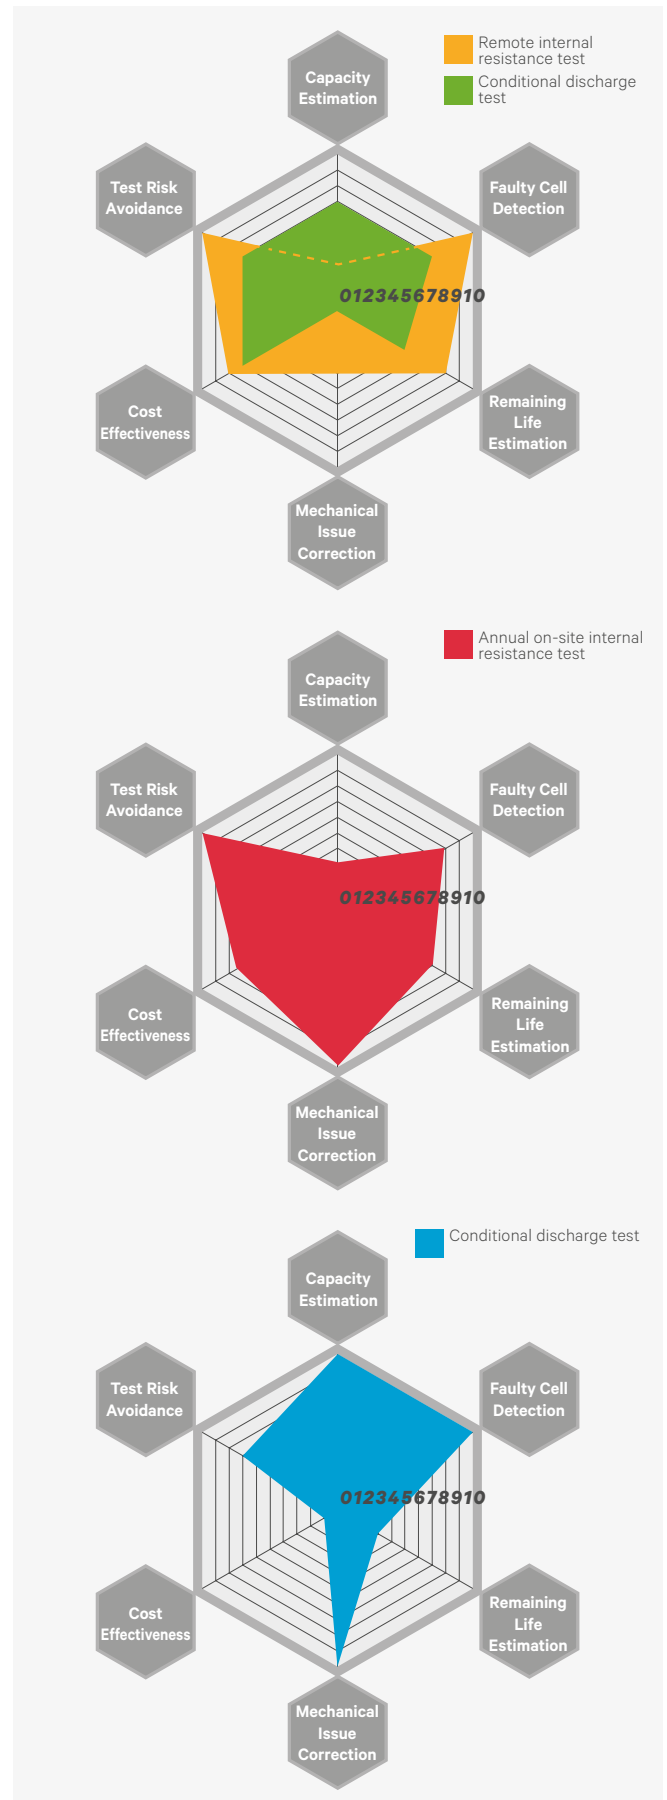 Remote internal
resistance test
Conditional discharge
test
Capacity
Estimation
Test Risk
Avoidance
Faulty Cell
Detection
012345678910
Cost
Effectiveness
Remaining
Life
Estimation
Mechanical
Issue
Correction
Annual on-site internal
resistance test
Capacity
Estimation
Test Risk
Avoidance
Faulty Cell
Detection
012345678910
Cost
Effectiveness
Remaining
Life
Estimation
Mechanical
Issue
Correction
Conditional discharge test
Capacity
Estimation
Test Risk
Avoidance
Faulty Cell
Detection
012345678910
Cost
Effectiveness
Remaining
Life
Estimation
Mechanical
Issue
Correction